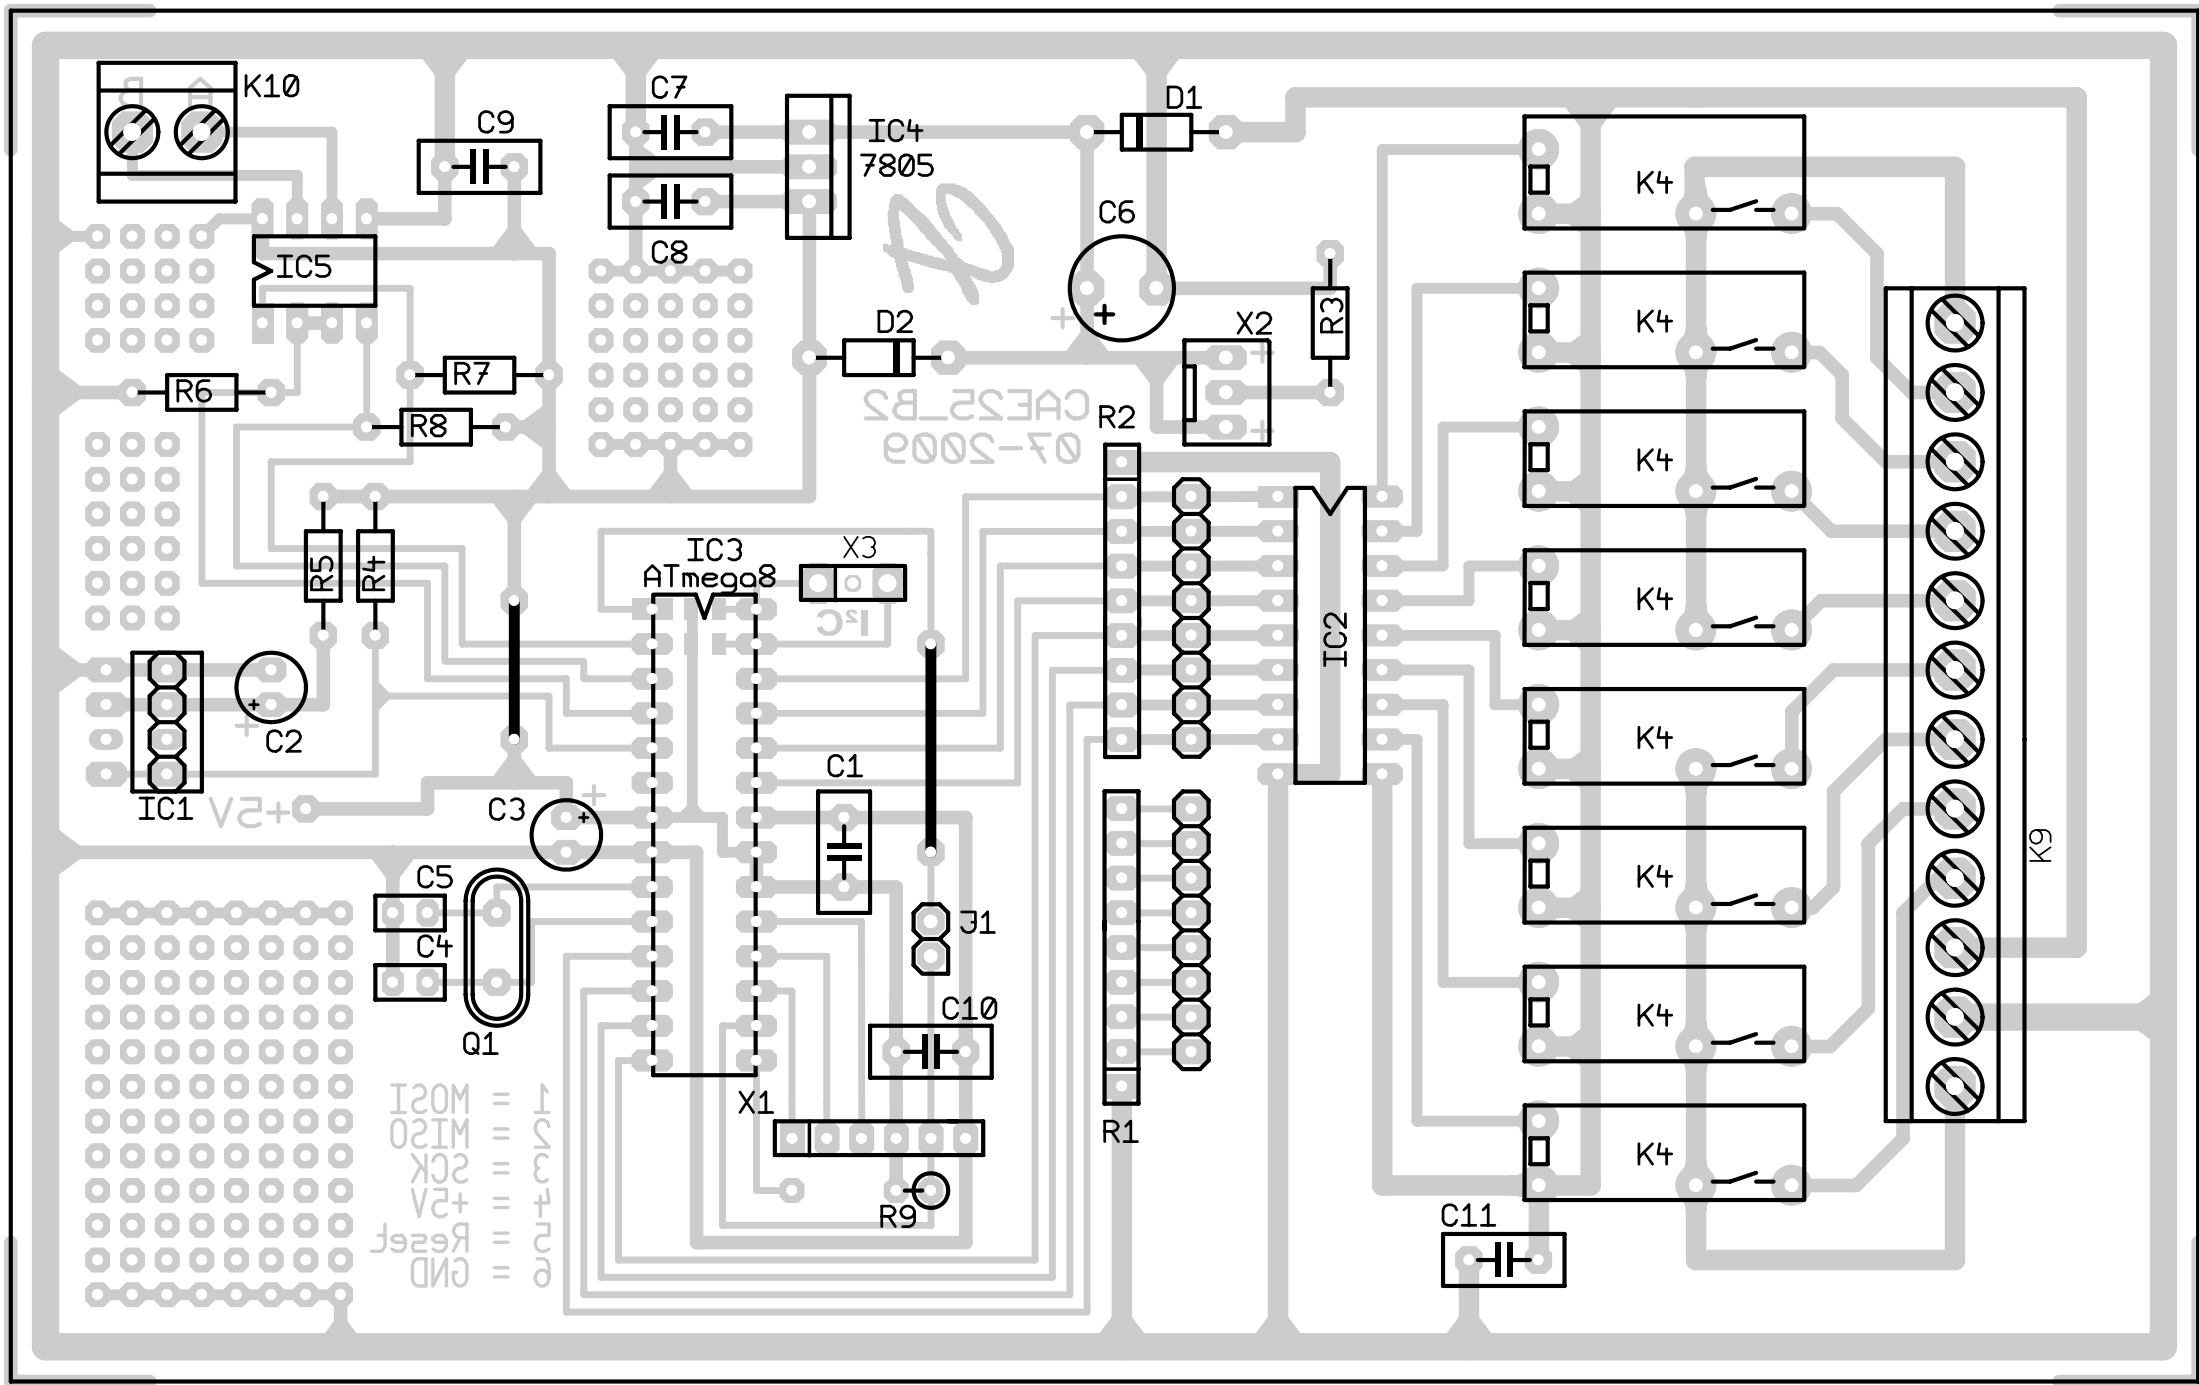 B A
K10
C9
C7
IC4
7805
C8
D1
K4
C6
+
+
IC5
R3
X2
+
+
D2
K4
R7
R6
R8
CAE25_B2
07-2009
R2
K4
R5
R4
IC3
ATmega8
X3
I²C
K4
IC2
+
+
C2
K4
IC1
+5V
C3
+
+
C1
K9
C5
K4
C4
J1
Q1
C10
K4
X1
1 = MOSI
2 = MISO
3 = SCK
4 = +5V
5 = Reset
6 = GND
R1
K4
R9
C11